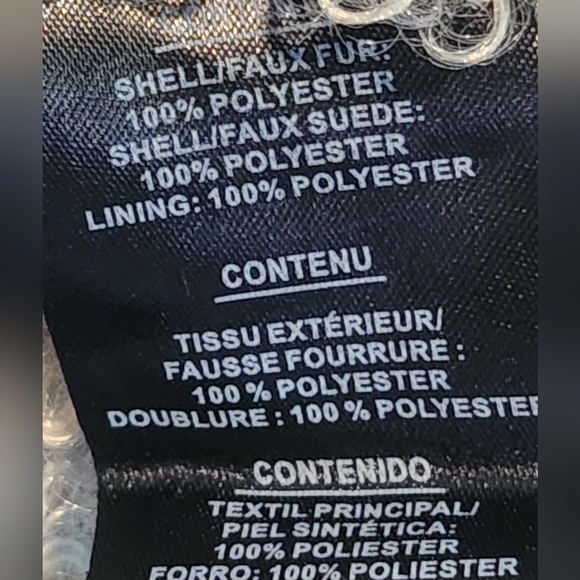 SHELL/FAUX FUR:
100% POLYESTER
SHELL/FAUX SUEDE:
100% POLYESTER
LINING: 100% POLYESTER
CONTENU
TISSU EXTÉRIEUR/
FAUSSE FOURRURE :
100 % POLYESTER
DOUBLURE : 100 % POLYESTER
CONTENIDO
TEXTIL PRINCIPAL/
PIEL SINTÉTICA:
100% POLIESTER
FORRO: 100% POLIESTER